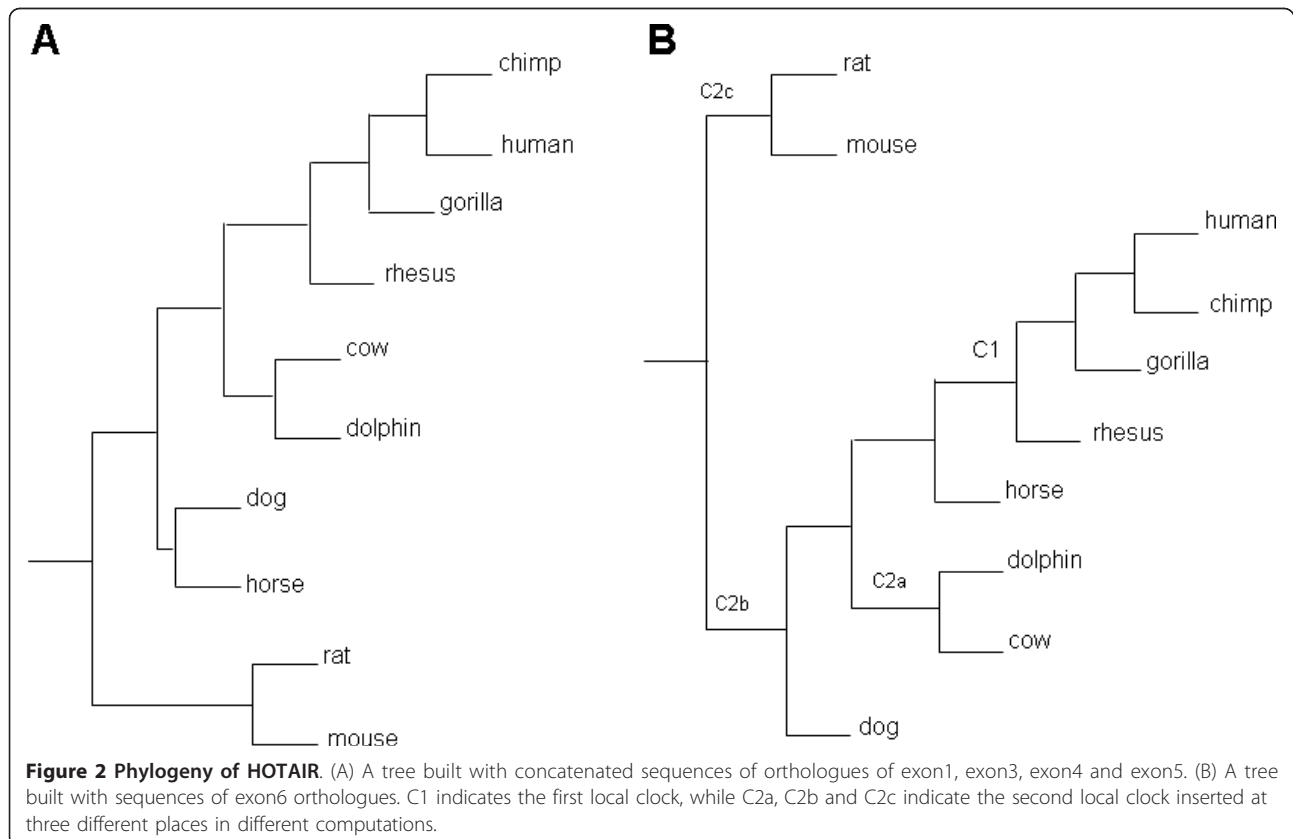 A
chimp
human
gorilla
rhesus
cow
dolphin
dog
horse
rat
mouse
B
rat
C2c
mouse
human
chimp
C1
gorilla
rhesus
horse
dolphin
C2a
C2b
cow
dog
Figure 2 Phylogeny of HOTAIR. (A) A tree built with concatenated sequences of orthologues of exon1, exon3, exon4 and exon5. (B) A tree
built with sequences of exon6 orthologues. C1 indicates the first local clock, while C2a, C2b and C2c indicate the second local clock inserted at
three different places in different computations.